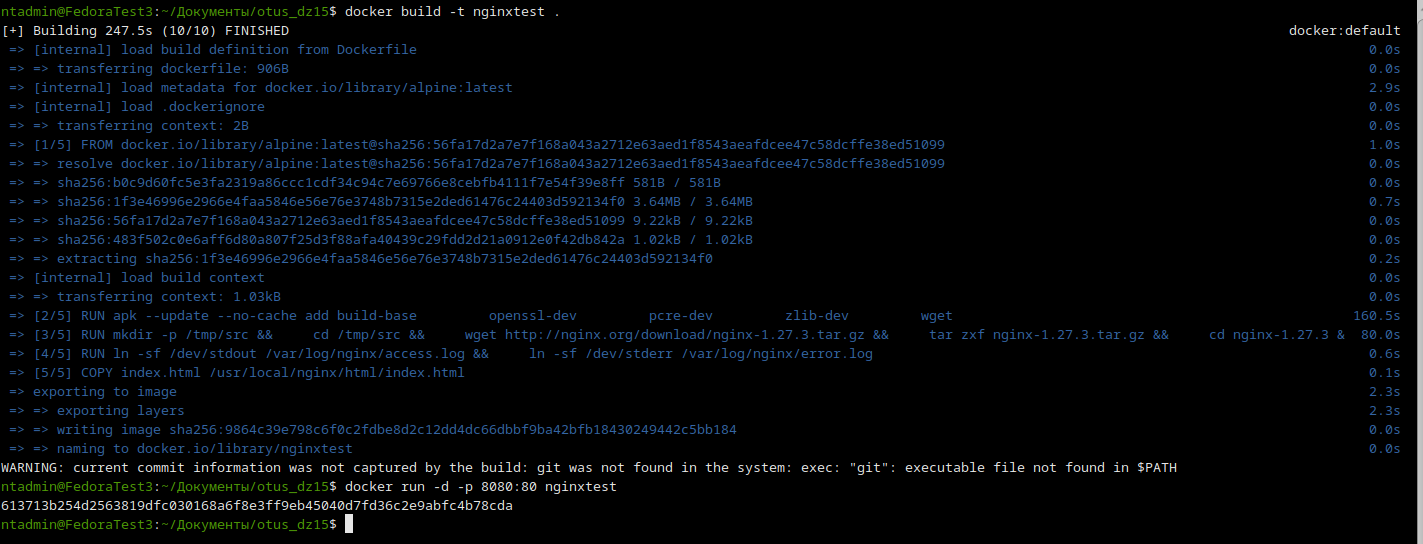 ntadmin@FedoraTest3:~/Документы/otus_dz15$ docker build -t nginxtest .
[+] Building 247.5s (10/10) FINISHED docker:default
=> [internal] load build definition from Dockerfile 0.0s
=> => transferring dockerfile: 906B 0.0s
=> [internal] load metadata for docker.io/library/alpine:latest 2.9s
=> [internal] load .dockerignore 0.0s
=> => transferring context: 2B 0.0s
=> [1/5] FROM docker.io/library/alpine:latest@sha256:56fa17d2a7e7f168a043a2712e63aed1f8543aeafdcee47c58dcffe38ed51099 1.0s
=> => resolve docker.io/library/alpine:latest@sha256:56fa17d2a7e7f168a043a2712e63aed1f8543aeafdcee47c58dcffe38ed51099 0.0s
=> => sha256:b0c9d60fc5e3fa2319a86ccc1cdf34c94c7e69766e8cebfb4111f7e54f39e8ff 581B / 581B 0.0s
=> => sha256:1f3e46996e2966e4faa5846e56e76e3748b7315e2ded61476c24403d592134f0 3.64MB / 3.64MB 0.7s
=> => sha256:56fa17d2a7e7f168a043a2712e63aed1f8543aeafdcee47c58dcffe38ed51099 9.22kB / 9.22kB 0.0s
=> => sha256:483f502c0e6aff6d80a807f25d3f88afa40439c29fdd2d21a0912e0f42db842a 1.02kB / 1.02kB 0.0s
=> => extracting sha256:1f3e46996e2966e4faa5846e56e76e3748b7315e2ded61476c24403d592134f0 0.2s
=> [internal] load build context 0.0s
=> => transferring context: 1.03kB 0.0s
=> [2/5] RUN apk --update --no-cache add build-base openssl-dev pcre-dev zlib-dev wget 160.5s
=> [3/5] RUN mkdir -p /tmp/src && cd /tmp/src && wget http://nginx.org/download/nginx-1.27.3.tar.gz && tar zxf nginx-1.27.3.tar.gz && cd nginx-1.27.3 & 80.0s
=> [4/5] RUN ln -sf /dev/stdout /var/log/nginx/access.log && ln -sf /dev/stderr /var/log/nginx/error.log 0.6s
=> [5/5] COPY index.html /usr/local/nginx/html/index.html 0.1s
=> exporting to image 2.3s
=> => exporting layers 2.3s
=> => writing image sha256:9864c39e798c6f0c2fdbe8d2c12dd4dc66dbbf9ba42bfb18430249442c5bb184 0.0s
=> => naming to docker.io/library/nginxtest 0.0s
WARNING: current commit information was not captured by the build: git was not found in the system: exec: "git": executable file not found in $PATH
ntadmin@FedoraTest3:~/Документы/otus_dz15$ docker run -d -p 8080:80 nginxtest
613713b254d2563819dfc030168a6f8e3ff9eb45040d7fd36c2e9abfc4b78cda
ntadmin@FedoraTest3:~/Документы/otus_dz15$